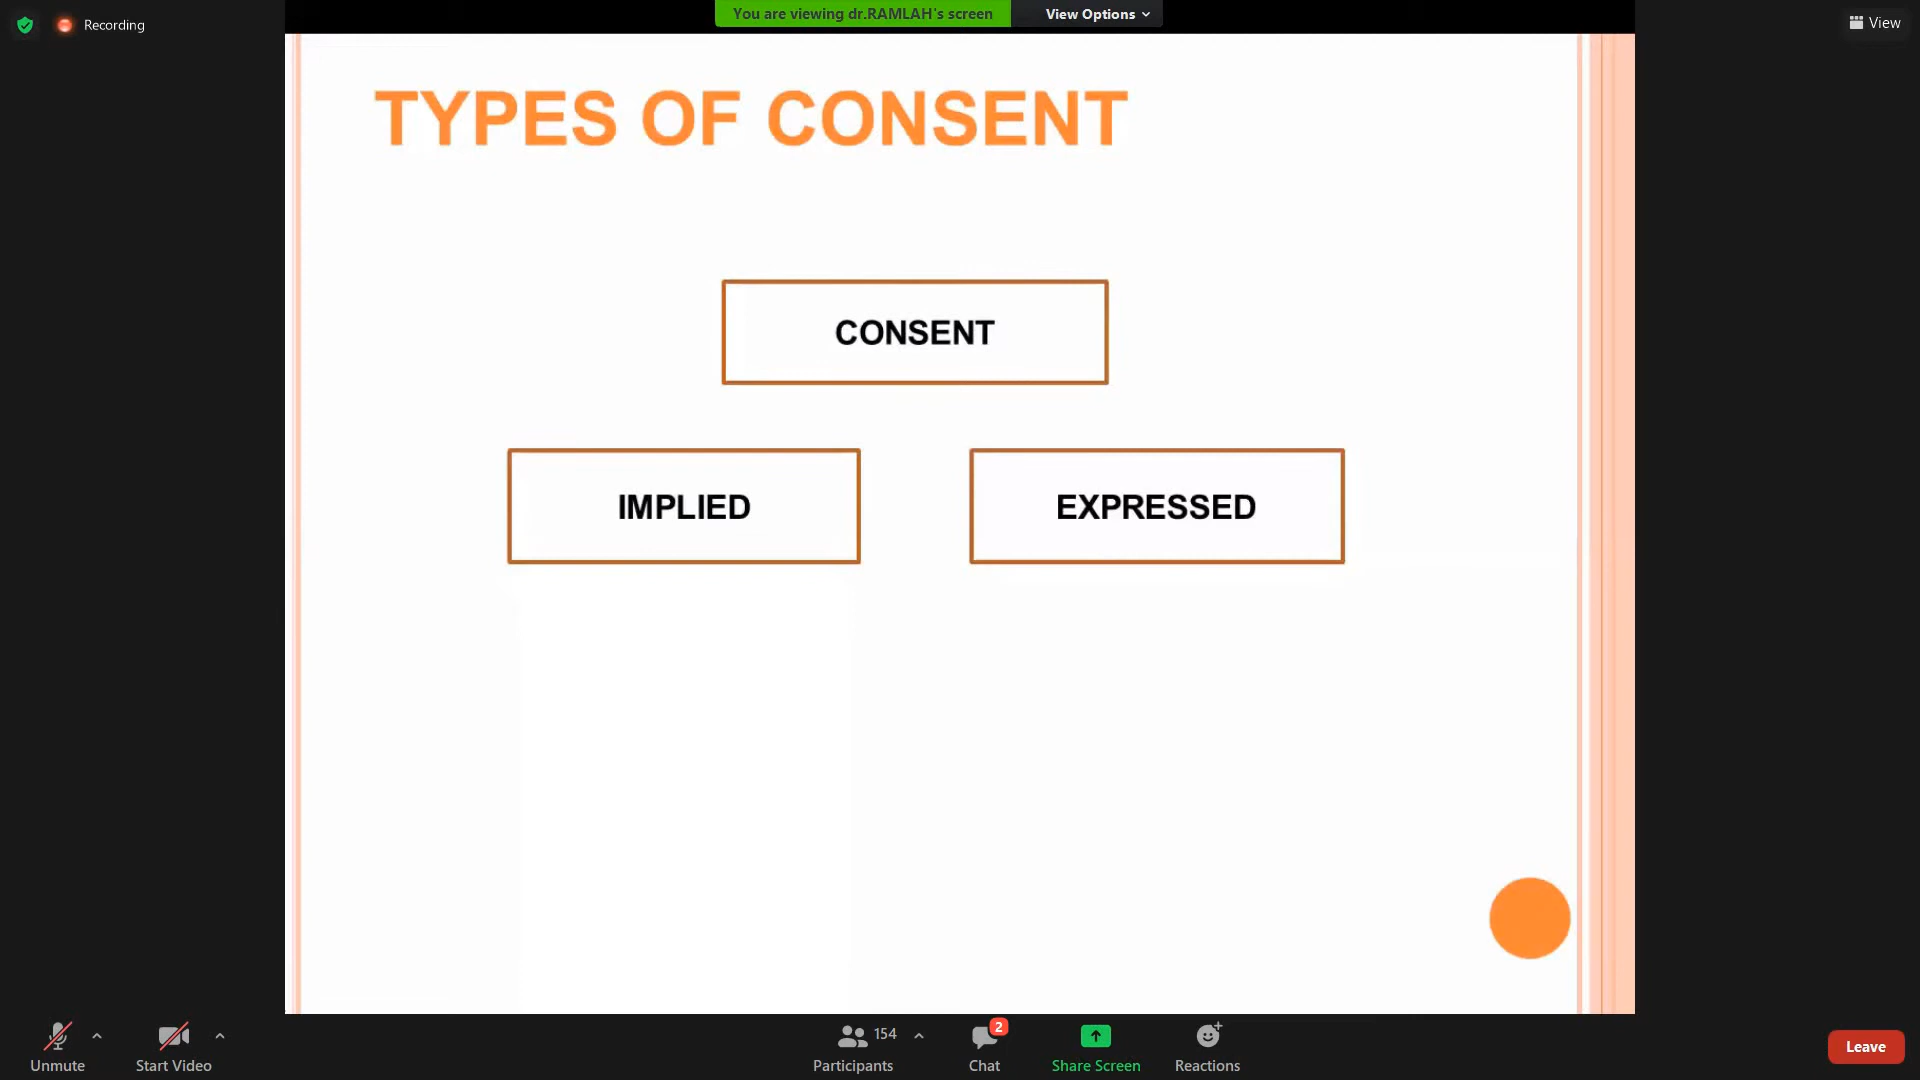 Recording
You are viewing dr.RAMLAH's screen
View Options
View
TYPES OF CONSENT
CONSENT
IMPLIED
EXPRESSED
Unmute
Start Video
154
Participants
2
Chat
Share Screen
Reactions
Leave